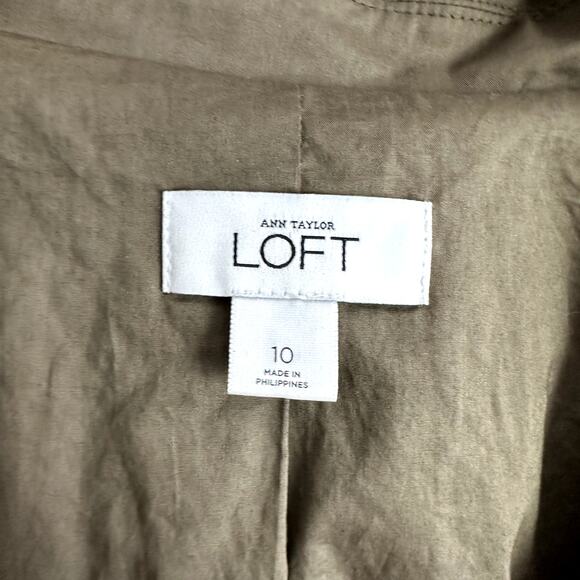 ANN TAYLOR
LOFT
10
MADE IN
PHILIPPINES